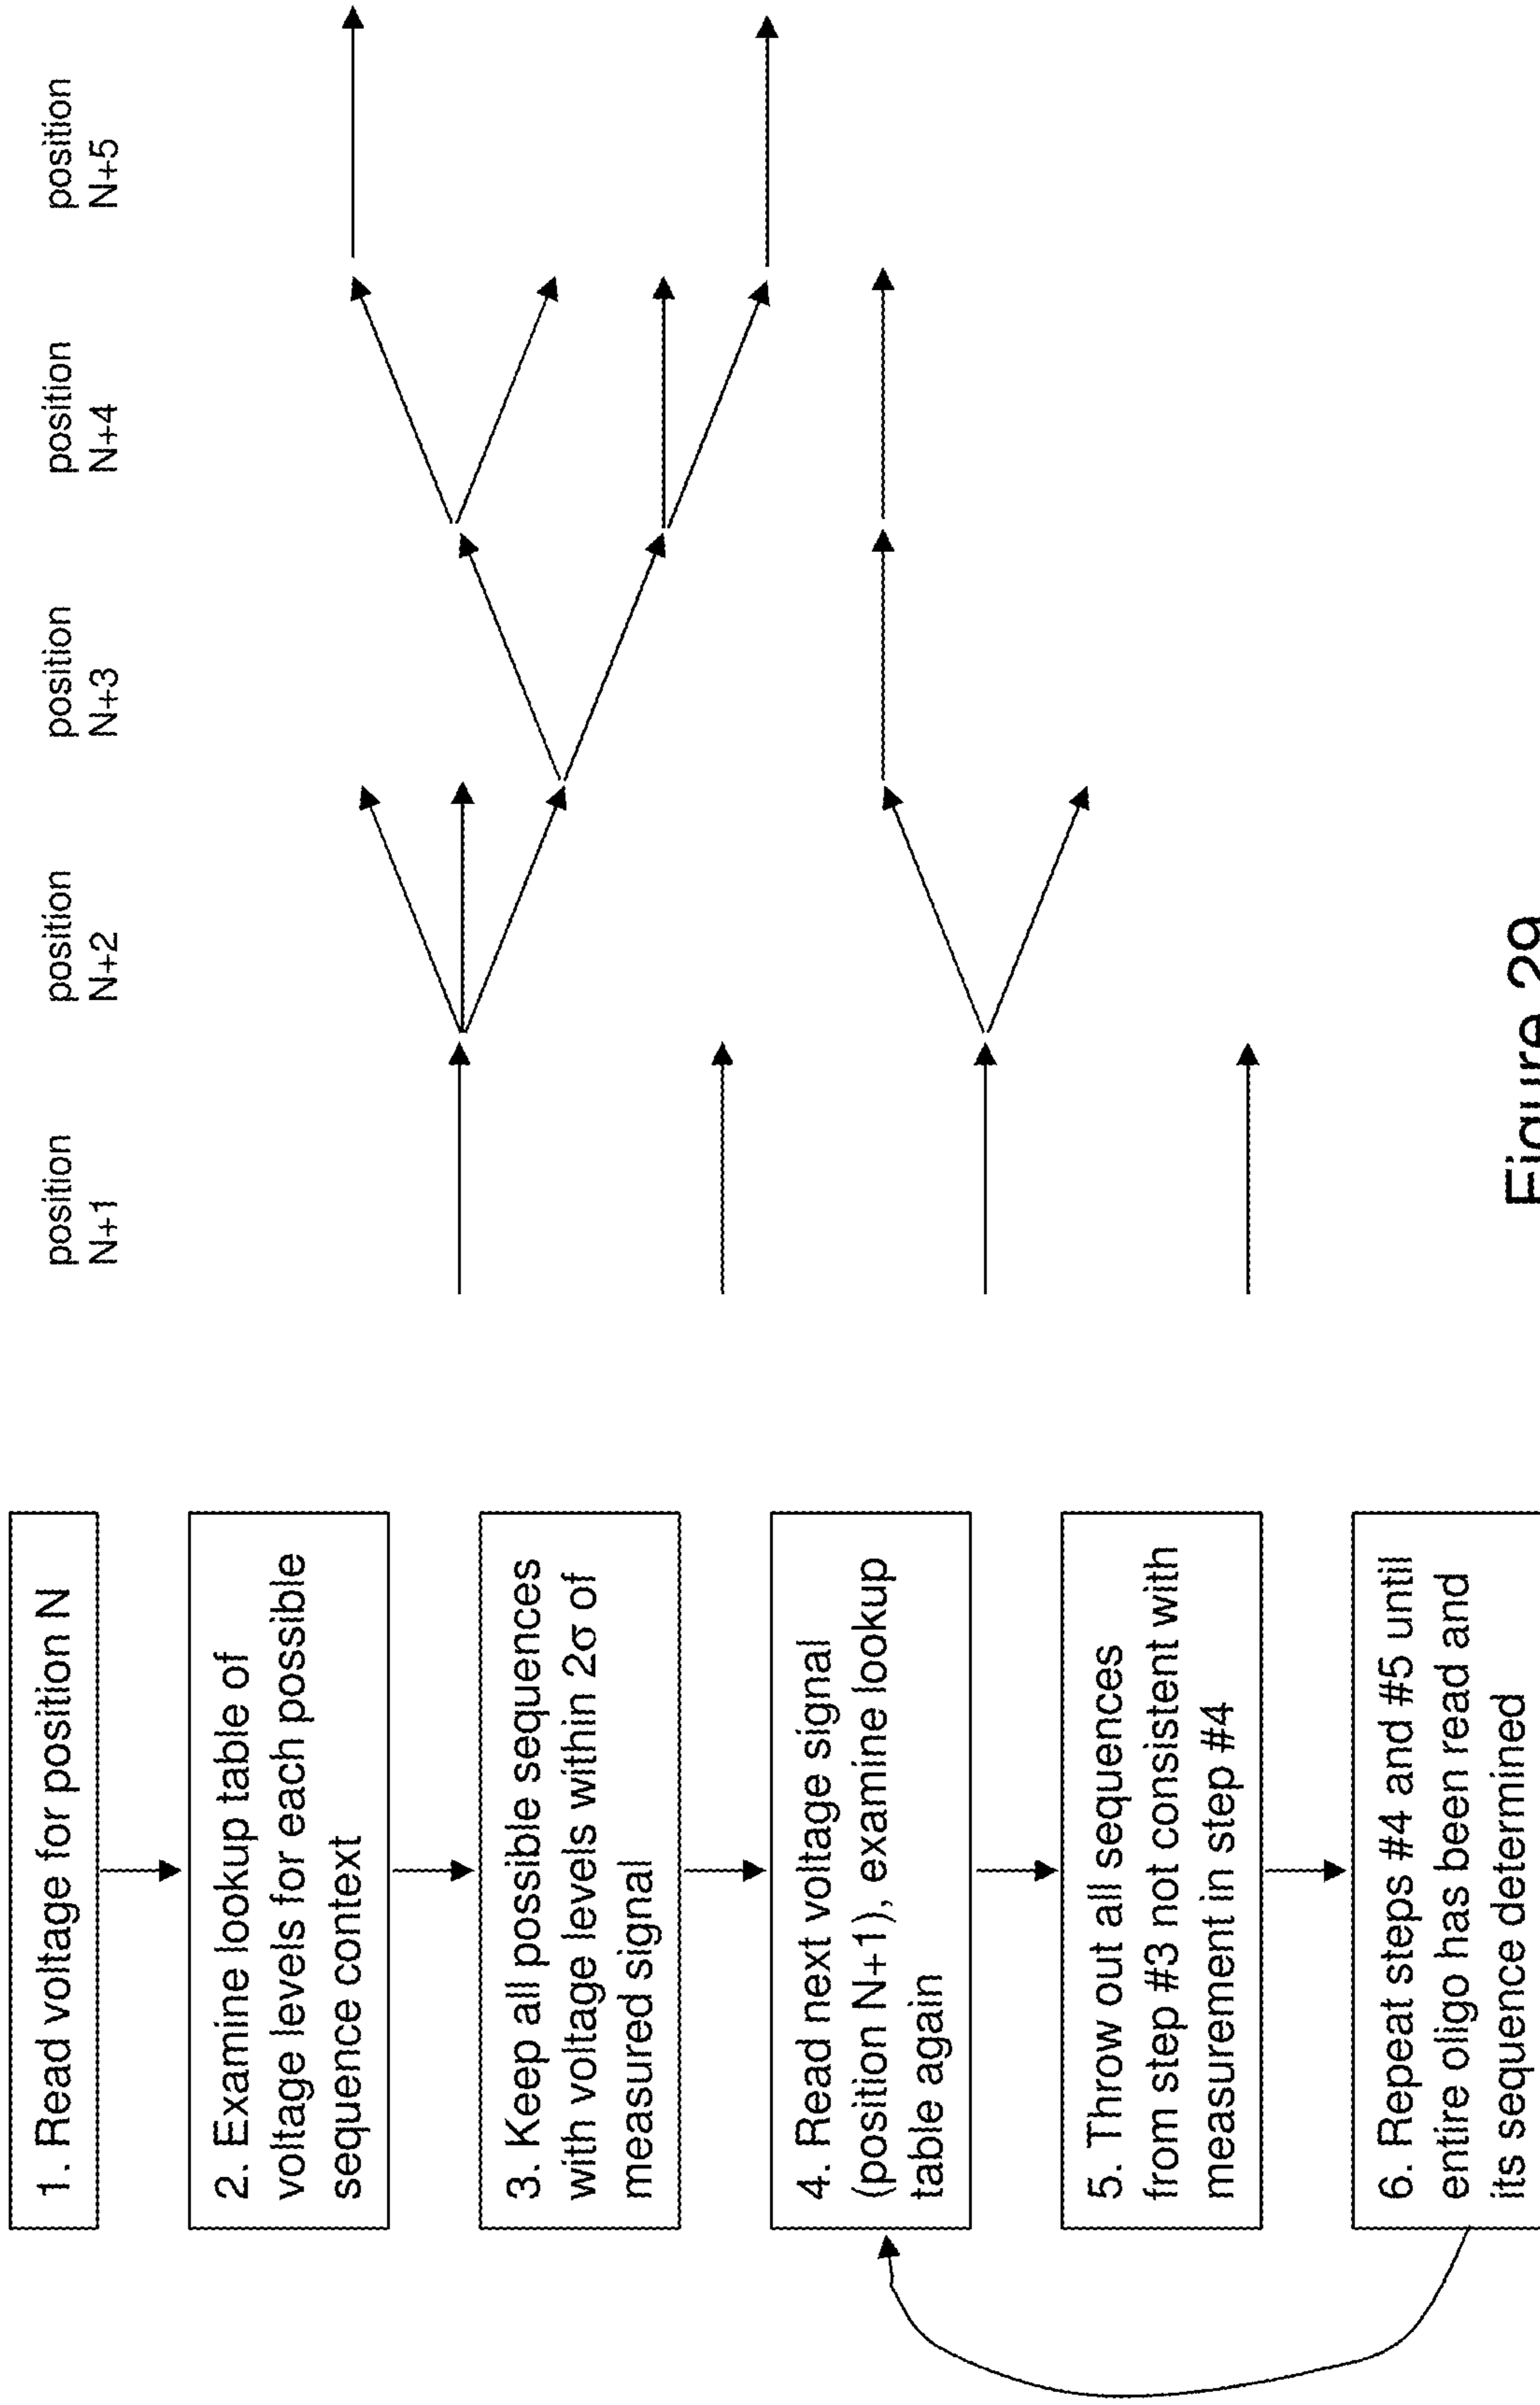 1. Read voltage for position N
2. Examine lookup table of
voltage levels for each possible
sequence context
3. Keep all possible sequences
with voltage levels within 2σ of
measured signal
4. Read next voltage signal
(position N+1), examine lookup
table again
5. Throw out all sequences
from step #3 not consistent with
measurement in step #4
6. Repeat steps #4 and #5 until
entire oligo has been read and
its sequence determined
position
N+1
position
N+2
position
N+3
position
N+4
position
N+5
Figure 29